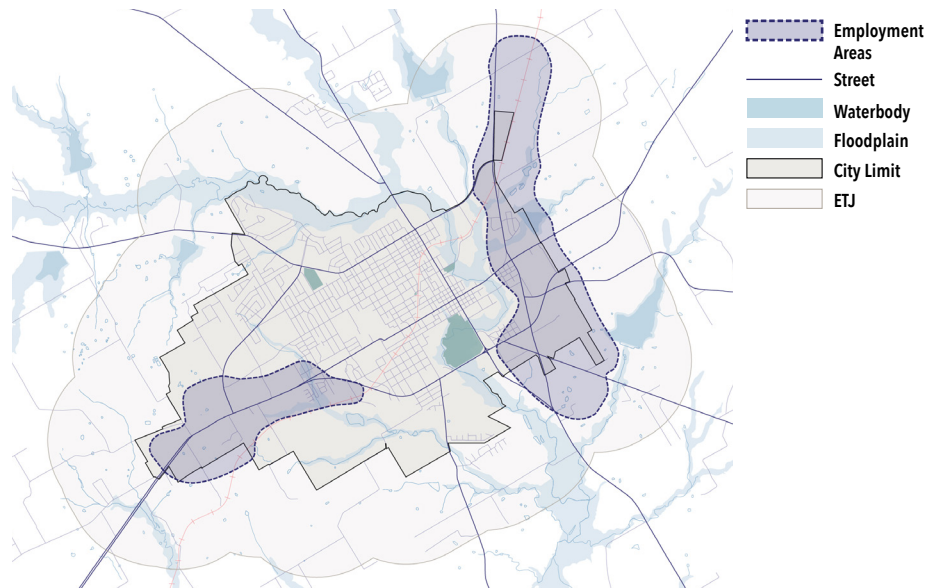 Employment
Areas
Street
Waterbody
Floodplain
City Limit
ETJ